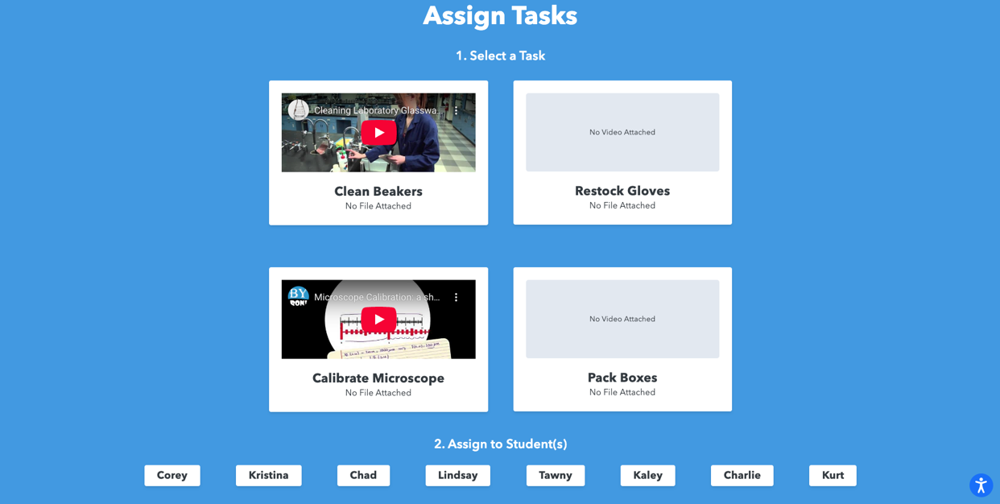 Assign Tasks
1. Select a Task
Cleaning Laboratory Glasswa...
No Video Attached
Clean Beakers
No File Attached
Restock Gloves
No File Attached
BY
RON!
Microscope Calibration: a sh...
No Video Attached
Calibrate Microscope
No File Attached
Pack Boxes
No File Attached
2. Assign to Student(s)
Corey Kristina Chad Lindsay Tawny Kaley Charlie Kurt